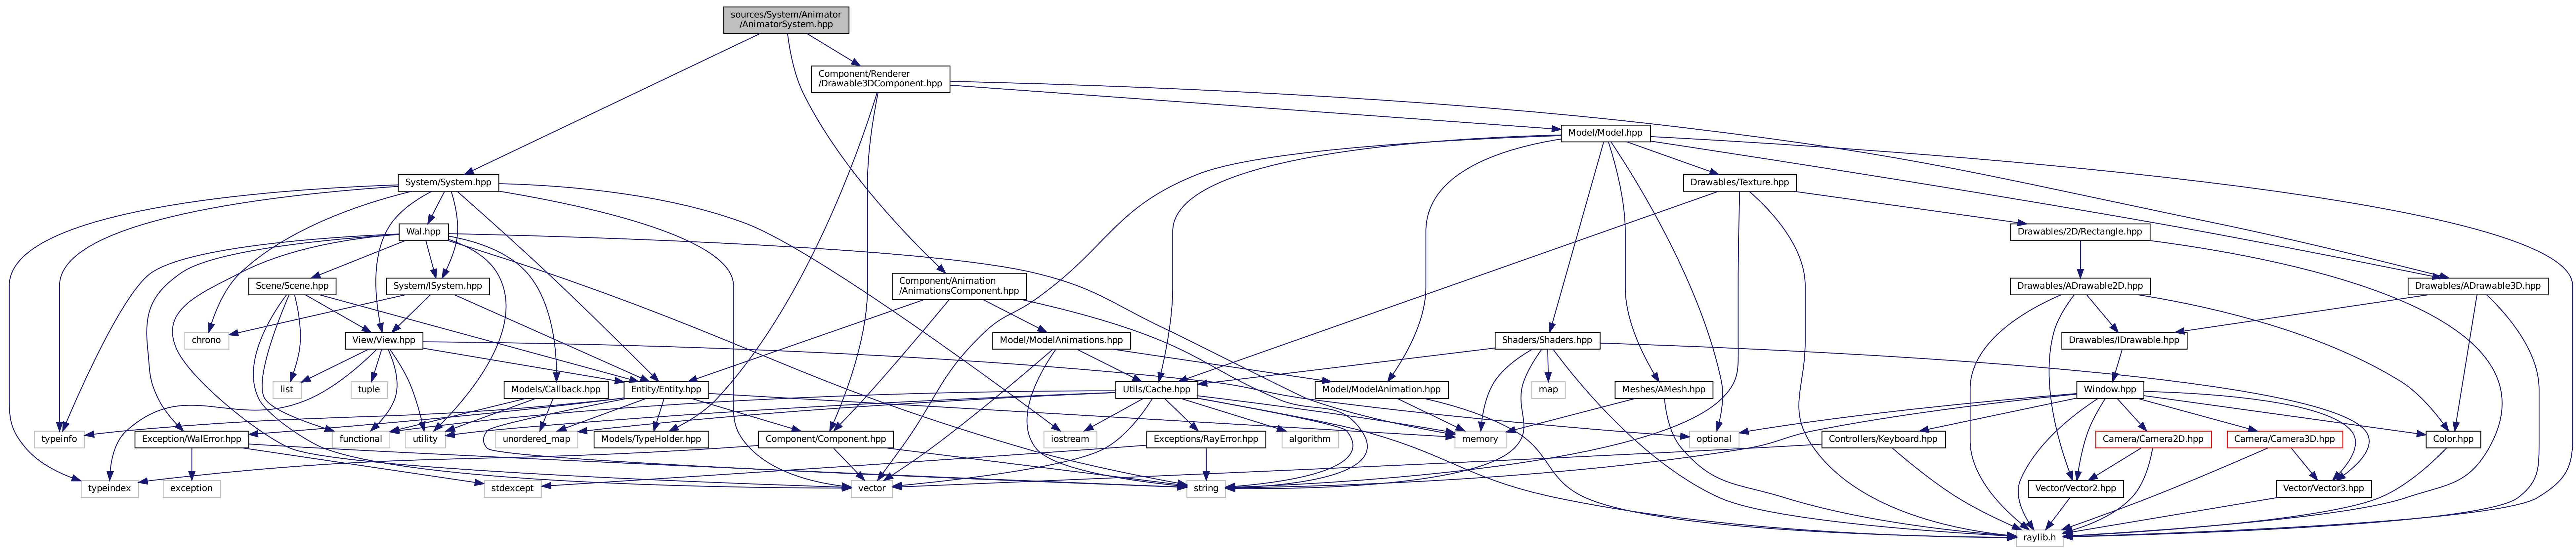 sources/System/Animator
/AnimatorSystem.hpp
Component/Renderer
/Drawable3DComponent.hpp
Model/Model.hpp
System/System.hpp
Drawables/Texture.hpp
Wal.hpp
Drawables/2D/Rectangle.hpp
Scene/Scene.hpp
System/ISystem.hpp
Component/Animation
/AnimationsComponent.hpp
Drawables/ADrawable2D.hpp
Drawables/ADrawable3D.hpp
chrono
View/View.hpp
Model/ModelAnimations.hpp
Shaders/Shaders.hpp
Drawables/IDrawable.hpp
list
tuple
Models/Callback.hpp
Entity/Entity.hpp
Utils/Cache.hpp
Model/ModelAnimation.hpp
map
Meshes/AMesh.hpp
Window.hpp
typeinfo
Exception/WalError.hpp
functional
utility
unordered_map
Models/TypeHolder.hpp
Component/Component.hpp
iostream
Exceptions/RayError.hpp
algorithm
memory
optional
Controllers/Keyboard.hpp
Camera/Camera2D.hpp
Camera/Camera3D.hpp
Color.hpp
typeindex
exception
stdexcept
vector
string
Vector/Vector2.hpp
Vector/Vector3.hpp
raylib.h